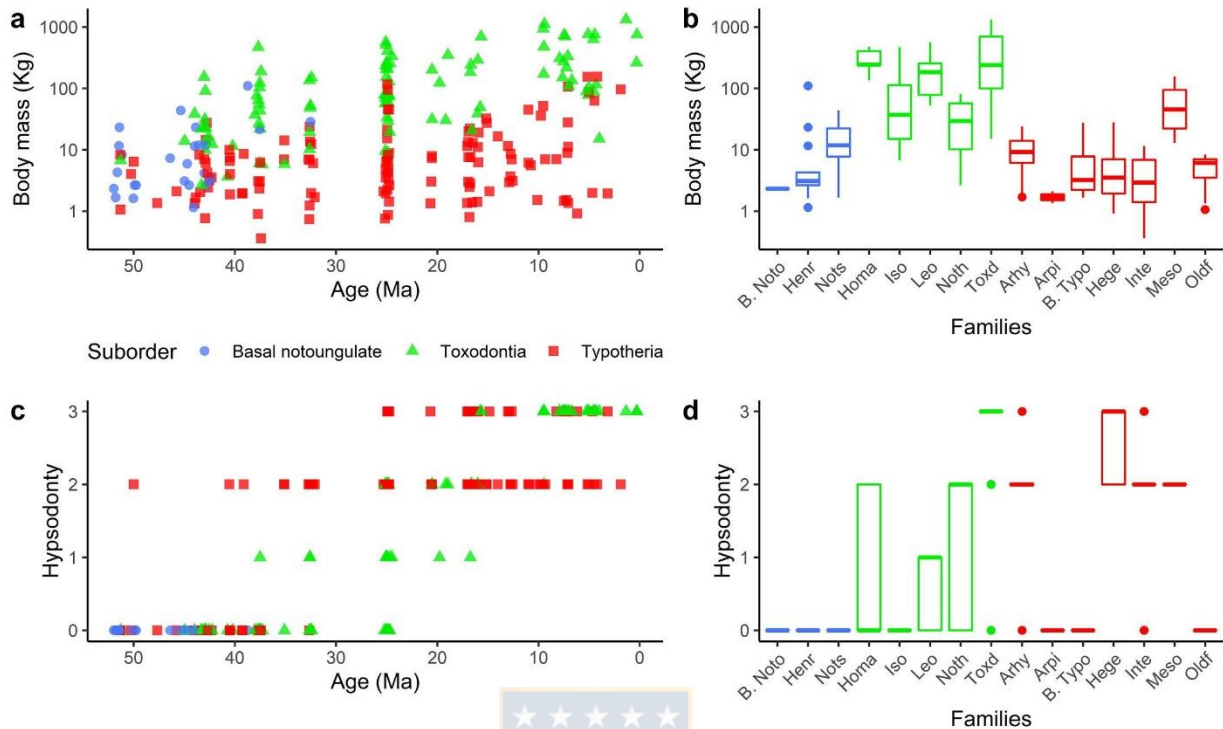 a
Body mass (Kg)
1000
100
10
1
50 40 30 20 10 0
Age (Ma)
b
Body mass (Kg)
1000
100
10
1
B. Noto Henr Nots Homa Iso Leo Noth Toxd Arhy Arpi B. Typo Hege Inte Meso Oldf
Families
Suborder Basal notoungulate Toxodontia Typotheria
c
Hypsodonty
3
2
1
0
50 40 30 20 10 0
Age (Ma)
d
Hypsodonty
3
2
1
0
B. Noto Henr Nots Homa Iso Leo Noth Toxd Arhy Arpi B. Typo Hege Inte Meso Oldf
Families